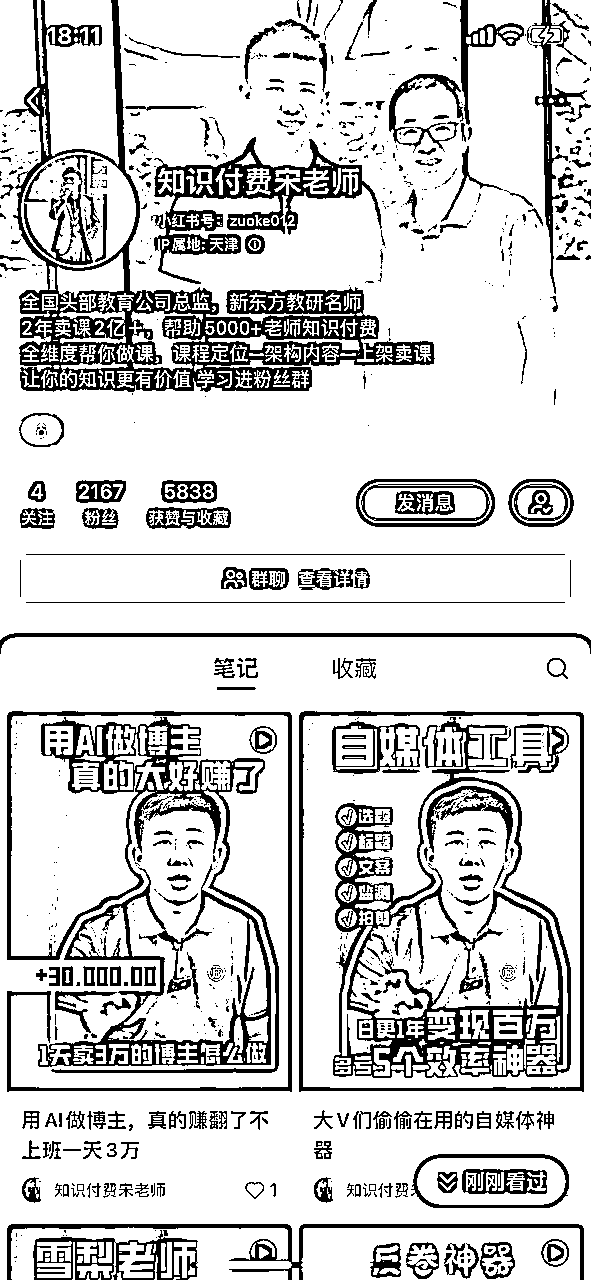 18:11
知识付费宋老师
小红书号：zuoke012
IP属地：天津
全国头部教育公司总监，新东方教研名师
2年卖课2亿+，帮助5000+老师知识付费
全维度帮你做课，课程定位—架构内容—上架卖课
让你的知识更有价值 学习进粉丝群
4 2167 5838
关注 粉丝 获赞与收藏
发消息
群聊 查看详情
笔记 收藏
用AI做博主
真的太好赚了
+30,000.00
1天卖3万的博主怎么做
自媒体工具
选题
标题
文案
拍剪
日更1年变现百万
5个效率神器
用AI做博主，真的赚翻了不
上班一天3万
知识付费宋老师 1
大V们偷偷在用的自媒体神
器
知识付费
刚刚看过
雪梨老师
神器